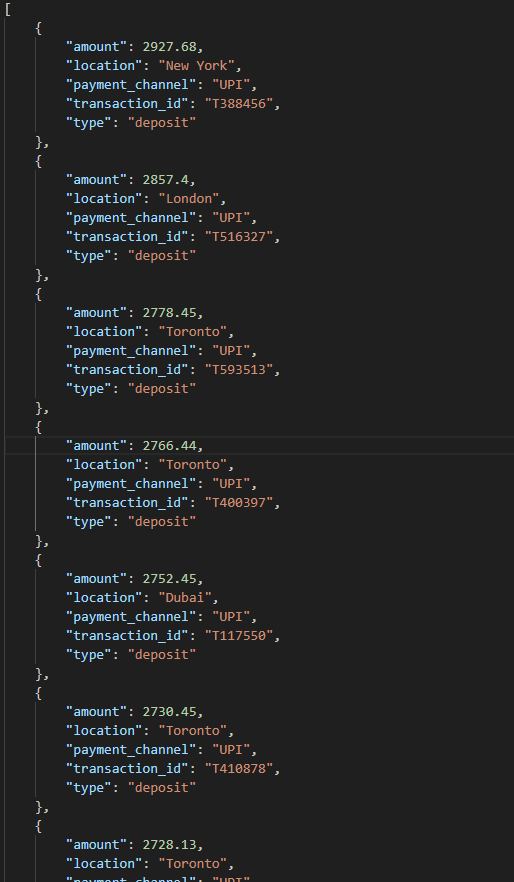 [
    {
        "amount": 2927.68,
        "location": "New York",
        "payment_channel": "UPI",
        "transaction_id": "T388456",
        "type": "deposit"
    },
    {
        "amount": 2857.4,
        "location": "London",
        "payment_channel": "UPI",
        "transaction_id": "T516327",
        "type": "deposit"
    },
    {
        "amount": 2778.45,
        "location": "Toronto",
        "payment_channel": "UPI",
        "transaction_id": "T593513",
        "type": "deposit"
    },
    {
        "amount": 2766.44,
        "location": "Toronto",
        "payment_channel": "UPI",
        "transaction_id": "T400397",
        "type": "deposit"
    },
    {
        "amount": 2752.45,
        "location": "Dubai",
        "payment_channel": "UPI",
        "transaction_id": "T117550",
        "type": "deposit"
    },
    {
        "amount": 2730.45,
        "location": "Toronto",
        "payment_channel": "UPI",
        "transaction_id": "T410878",
        "type": "deposit"
    },
    {
        "amount": 2728.13,
        "location": "Toronto",
        "payment_channel": "UPI"